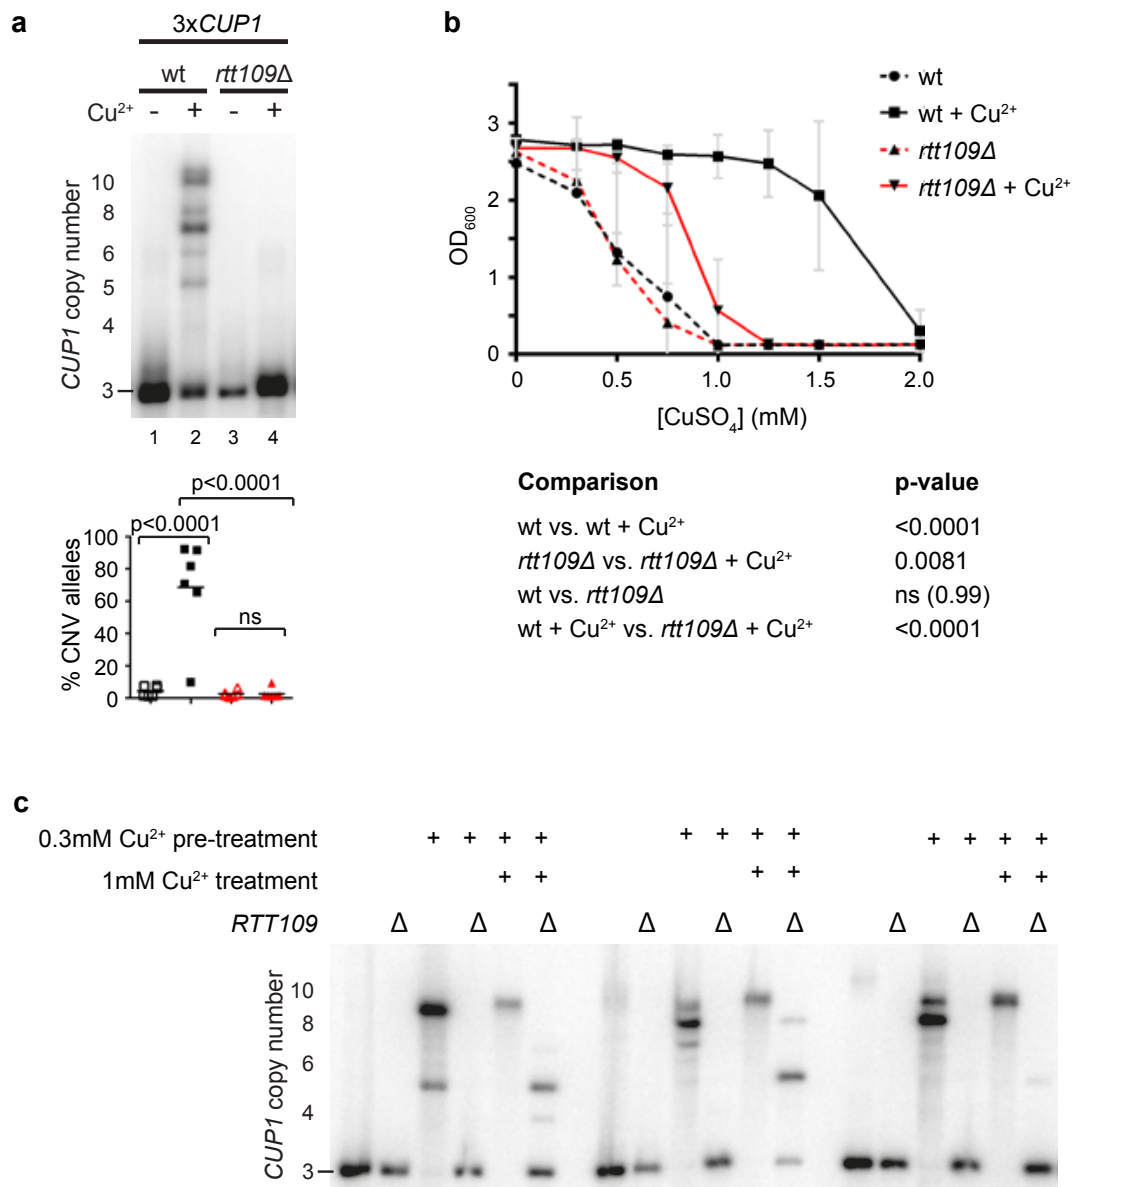 a
3xCUP1
wt rtt109Δ
Cu²⁺ - + - +
CUP1 copy number
10
8
6
5
4
3
1 2 3 4
p<0.0001
p<0.0001
ns
% CNV alleles
100
80
60
40
20
0
b
wt
wt + Cu²⁺
rtt109Δ
rtt109Δ + Cu²⁺
OD₆₀₀
3
2
1
0
0 0.5 1.0 1.5 2.0
[CuSO₄] (mM)
Comparison p-value
wt vs. wt + Cu²⁺ <0.0001
rtt109Δ vs. rtt109Δ + Cu²⁺ 0.0081
wt vs. rtt109Δ ns (0.99)
wt + Cu²⁺ vs. rtt109Δ + Cu²⁺ <0.0001
c
0.3mM Cu²⁺ pre-treatment + + + + + + + + + + + +
1mM Cu²⁺ treatment + + + + + +
RTT109 Δ Δ Δ Δ Δ Δ Δ Δ Δ
CUP1 copy number
10
8
6
4
3